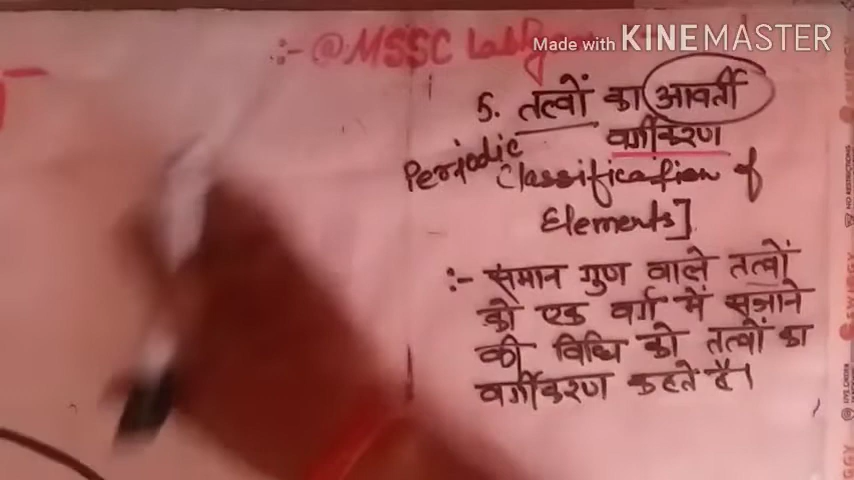 Made with KINEMASTER
:- @MSSC
5. तत्वों का आवर्ती
वर्गीकरण
Periodic Classification of
Elements]
:- समान गुण वाले तत्वों
को एक वर्ग में सजाने
की विधि को तत्वों का
वर्गीकरण कहते है।